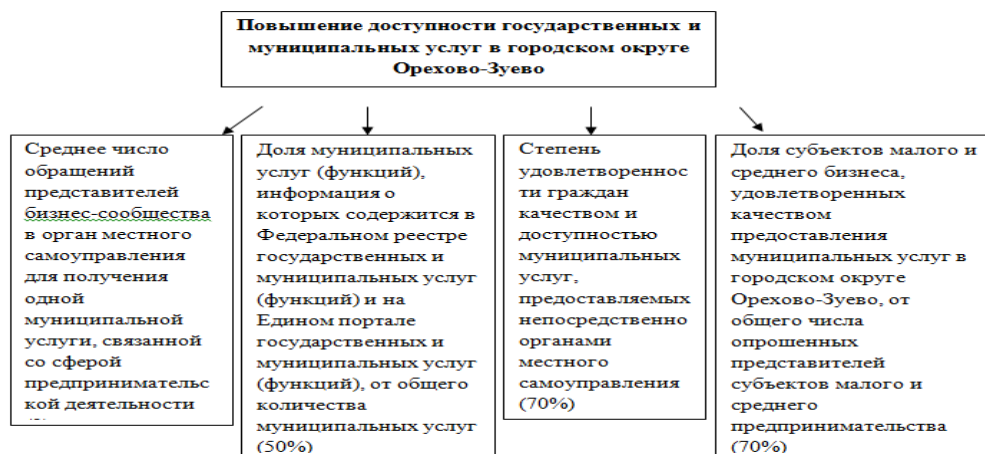 Повышение доступности государственных и
муниципальных услуг в городском округе
Орехово-Зуево
Среднее число
обращений
представителей
бизнес-сообщества
в орган местного
самоуправления
для получения
одной
муниципальной
услуги, связанной
со сферой
предпринимательс
кой деятельности
Доля муниципальных
услуг (функций),
информация о
которых содержится в
Федеральном реестре
государственных и
муниципальных услуг
(функций) и на
Едином портале
государственных и
муниципальных услуг
(функций), от общего
количества
муниципальных услуг
(50%)
Степень
удовлетвореннос
ти граждан
качеством и
доступностью
муниципальных
услуг,
предоставляемых
непосредственно
органами
местного
самоуправления
(70%)
Доля субъектов малого и
среднего бизнеса,
удовлетворенных
качеством
предоставления
муниципальных услуг в
городском округе
Орехово-Зуево, от
общего числа
опрошенных
представителей
субъектов малого и
среднего
предпринимательства
(70%)